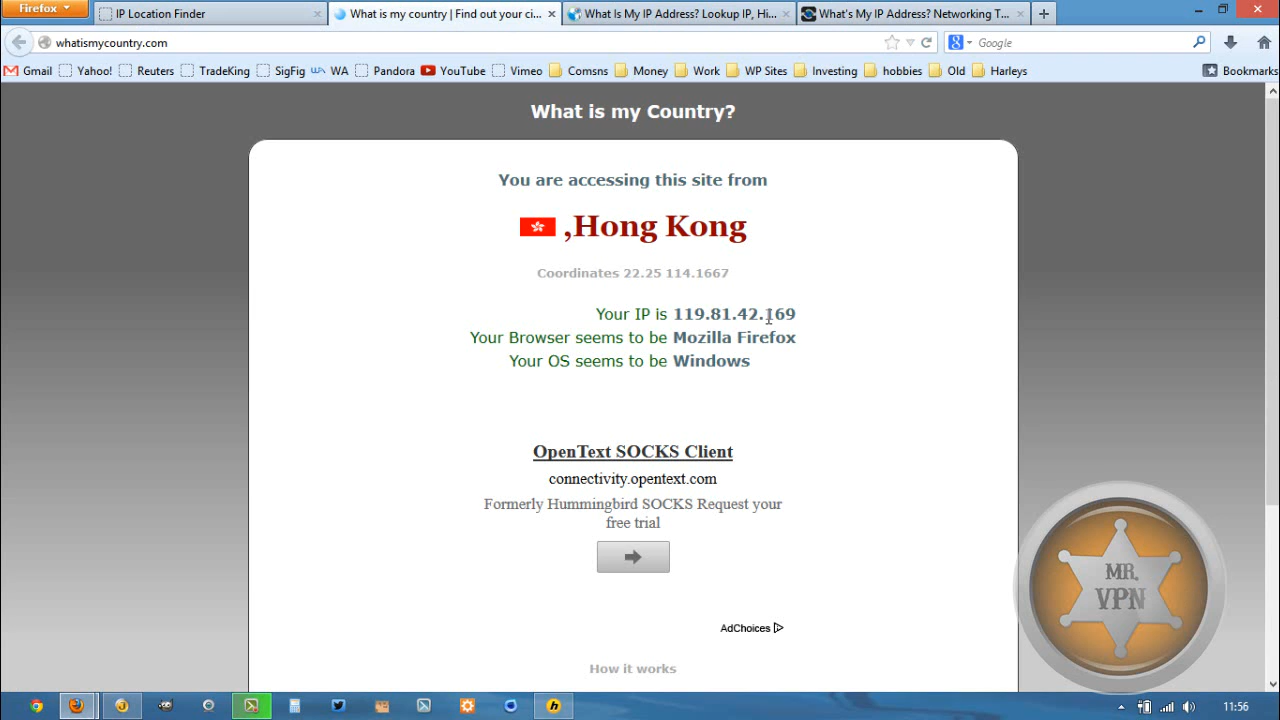 Firefox
IP Location Finder
What is my country | Find out your ci...
What Is My IP Address? Lookup IP, Hi...
What's My IP Address? Networking T...
whatismycountry.com
Google
Gmail Yahoo! Reuters TradeKing SigFig WA Pandora YouTube Vimeo Comsns Money Work WP Sites Investing hobbies Old Harleys Bookmarks
What is my Country?
You are accessing this site from
,Hong Kong
Coordinates 22.25 114.1667
Your IP is 119.81.42.169
Your Browser seems to be Mozilla Firefox
Your OS seems to be Windows
OpenText SOCKS Client
connectivity.opentext.com
Formerly Hummingbird SOCKS Request your
free trial
AdChoices
How it works
MR.
VPN
11:56